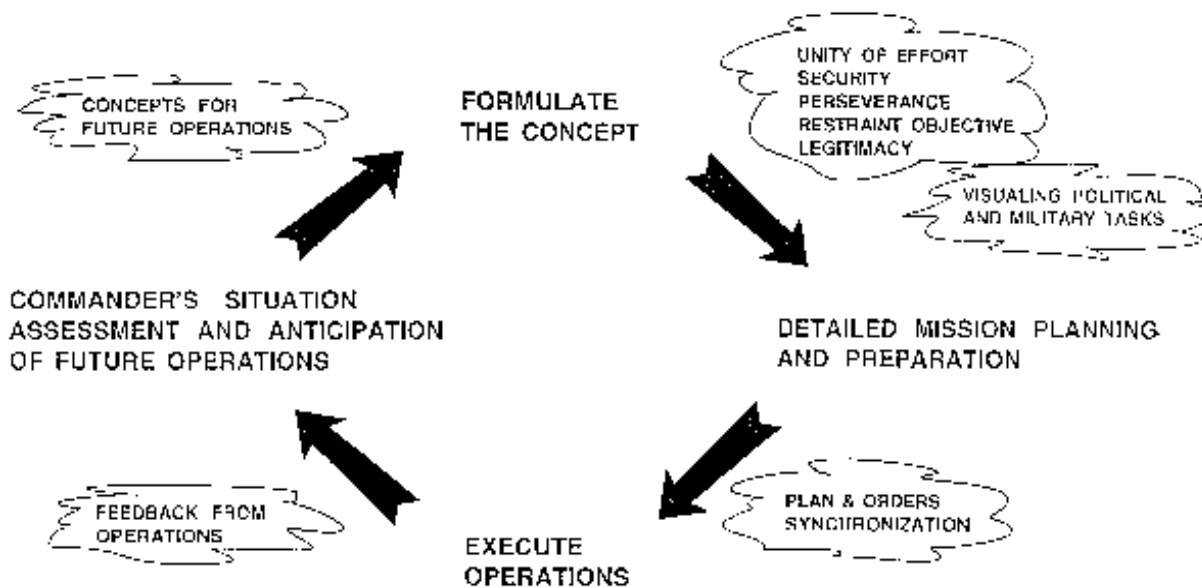 CONCEPTS FOR
FUTURE OPERATIONS
FORMULATE
THE CONCEPT
UNITY OF EFFORT
SECURITY
PERSEVERANCE
RESTRAINT OBJECTIVE
LEGITIMACY
VISUALING POLITICAL
AND MILITARY TASKS
COMMANDER'S SITUATION
ASSESSMENT AND ANTICIPATION
OF FUTURE OPERATIONS
DETAILED MISSION PLANNING
AND PREPARATION
FEEDBACK FROM
OPERATIONS
PLAN & ORDERS
SYNCHRONIZATION
EXECUTE
OPERATIONS